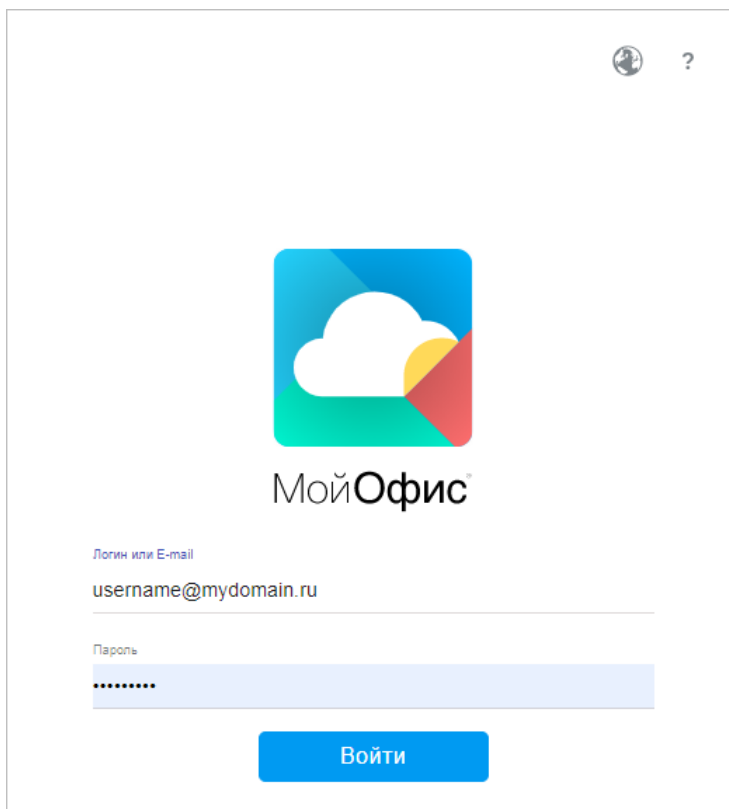 ?
МойОфис
Логин или E-mail
username@mydomain.ru
Пароль
•••••••••
Войти